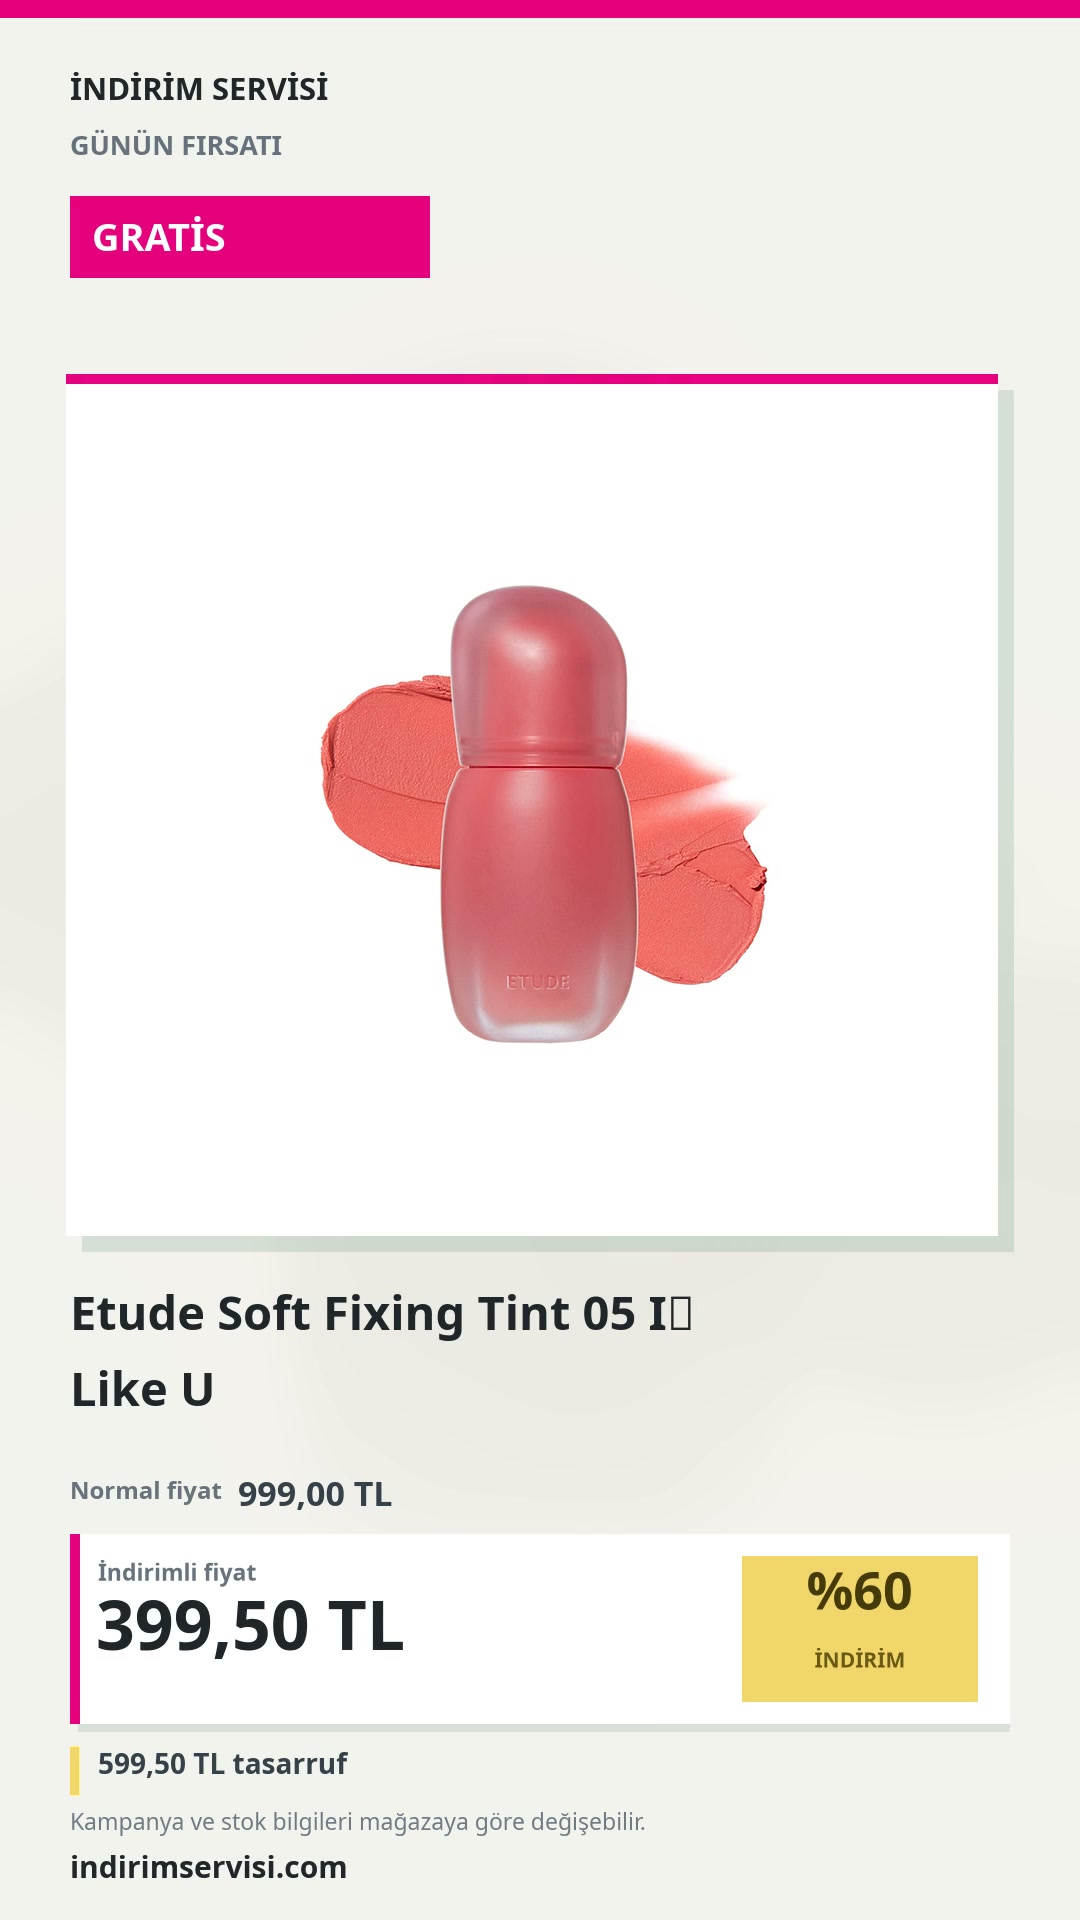 İNDİRİM SERVİSİ
GÜNÜN FIRSATI
GRATİS
ETUDE
Etude Soft Fixing Tint 05 I
Like U
Normal fiyat 999,00 TL
İndirimli fiyat
399,50 TL
%60
İNDİRİM
599,50 TL tasarruf
Kampanya ve stok bilgileri mağazaya göre değişebilir.
indirimservisi.com